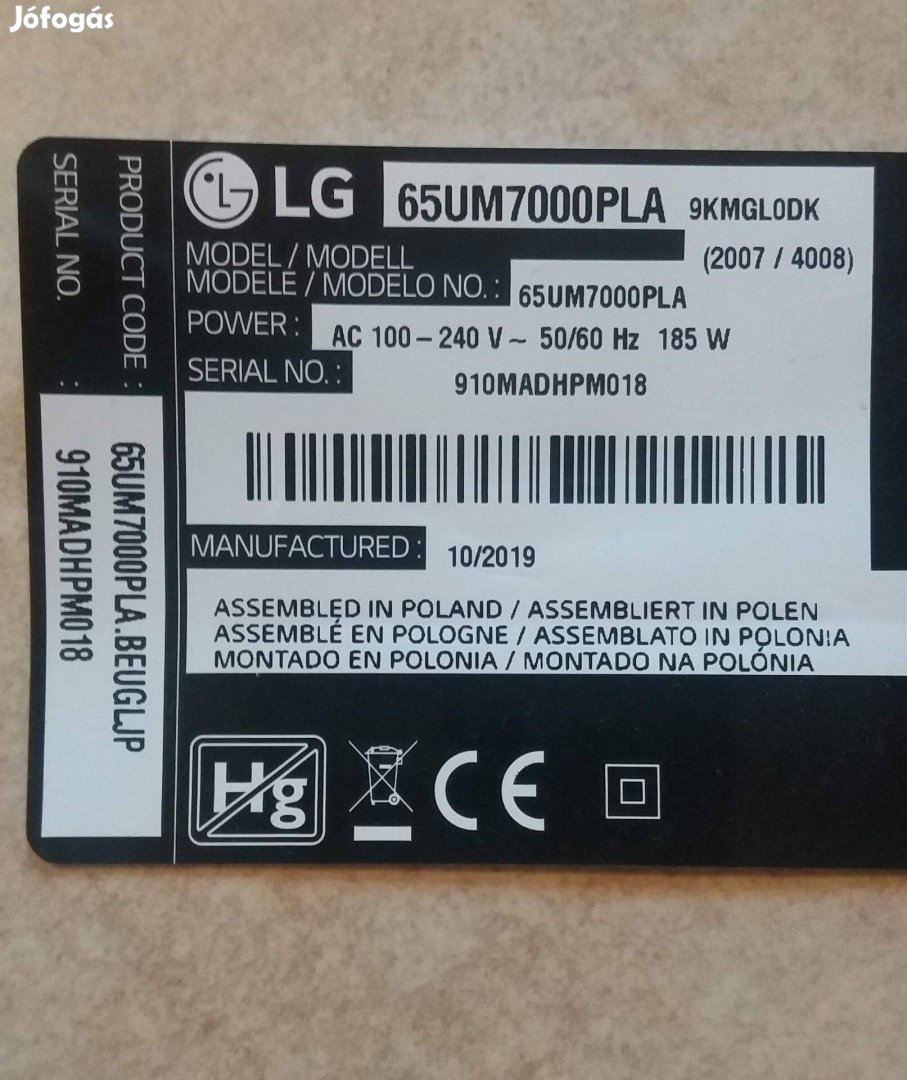 Jófogás
LG 65UM7000PLA 9KMGL0DK
(2007 / 4008)
MODEL / MODELL
MODELE / MODELO NO. : 65UM7000PLA
POWER : AC 100 – 240 V ~ 50/60 Hz 185 W
SERIAL NO. : 910MADHPM018
MANUFACTURED : 10/2019
ASSEMBLED IN POLAND / ASSEMBLIERT IN POLEN
ASSEMBLÉ EN POLOGNE / ASSEMBLATO IN POLONIA
MONTADO EN POLONIA / MONTADO NA POLÓNIA
Hg
CE
PRODUCT CODE : 65UM7000PLA.BEUGLJP
SERIAL NO. : 910MADHPM018